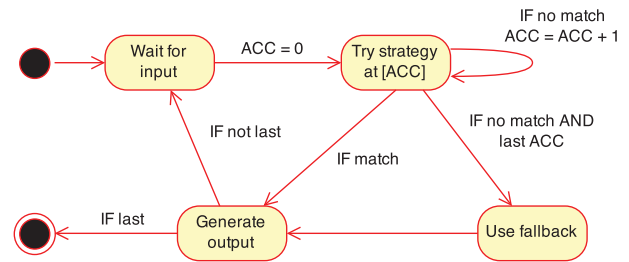 IF no match
ACC = ACC + 1
Wait for
input
ACC = 0
Try strategy
at [ACC]
IF not last
IF no match AND
last ACC
IF match
IF last
Generate
output
Use fallback